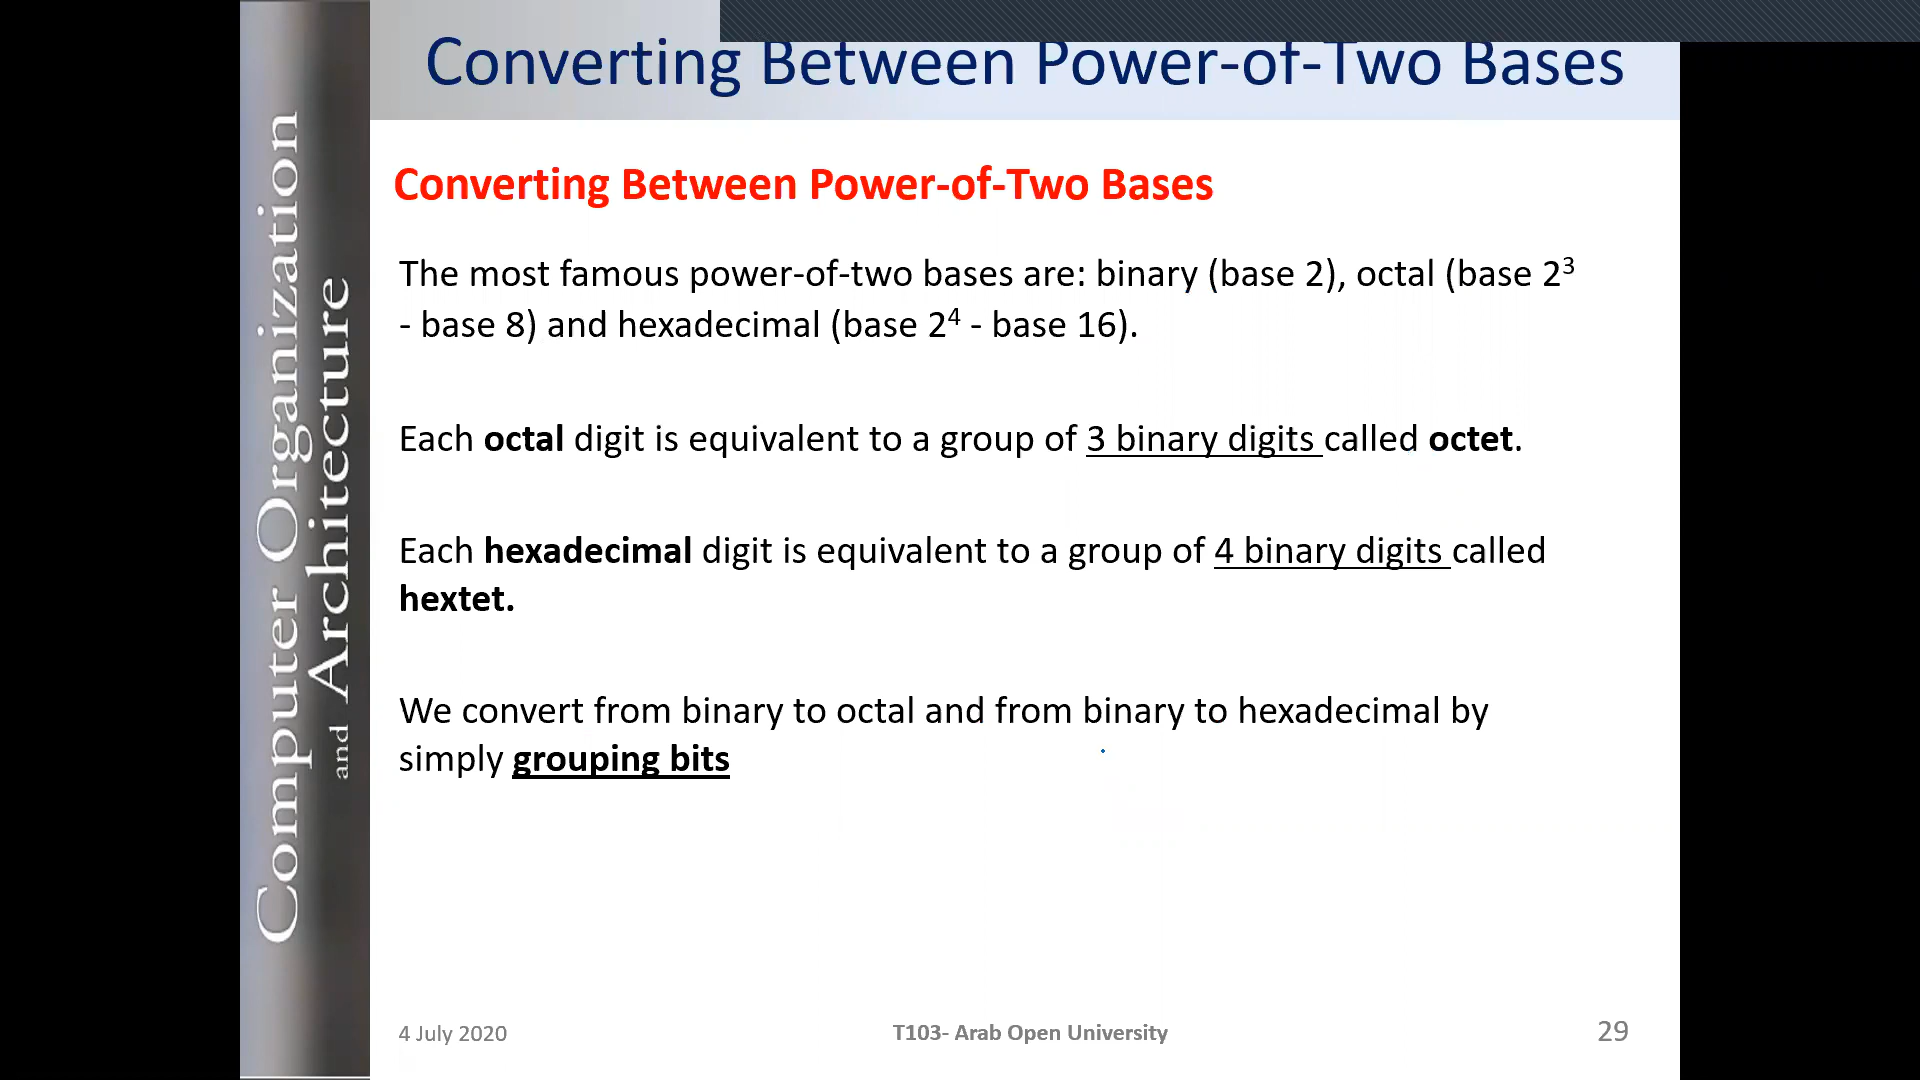 Converting Between Power-of-Two Bases
Computer Organization
and Architecture
Converting Between Power-of-Two Bases
The most famous power-of-two bases are: binary (base 2), octal (base 2³
- base 8) and hexadecimal (base 2⁴ - base 16).
Each octal digit is equivalent to a group of 3 binary digits called octet.
Each hexadecimal digit is equivalent to a group of 4 binary digits called
hextet.
We convert from binary to octal and from binary to hexadecimal by
simply grouping bits
4 July 2020
T103- Arab Open University
29